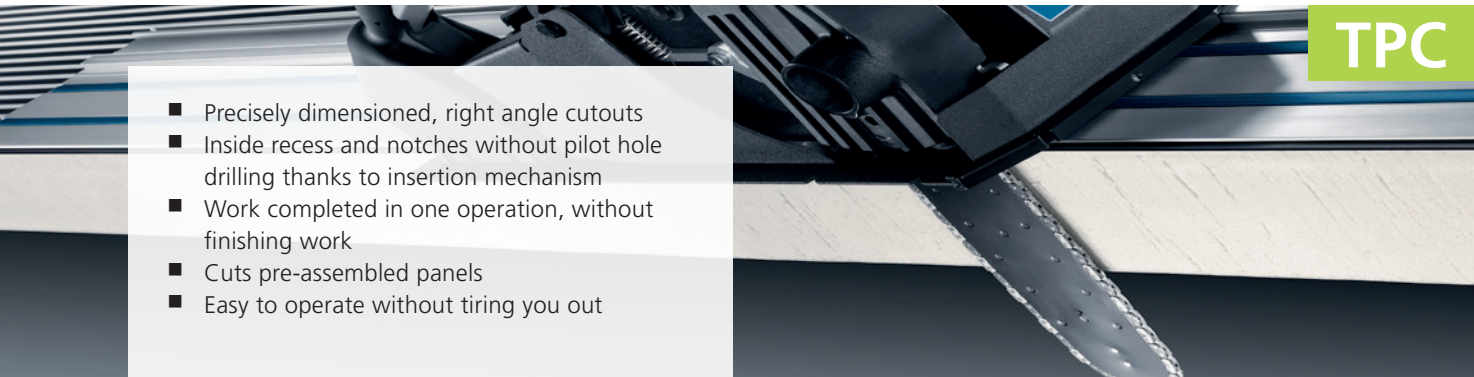 TPC
■ Precisely dimensioned, right angle cutouts
■ Inside recess and notches without pilot hole
drilling thanks to insertion mechanism
■ Work completed in one operation, without
finishing work
■ Cuts pre-assembled panels
■ Easy to operate without tiring you out